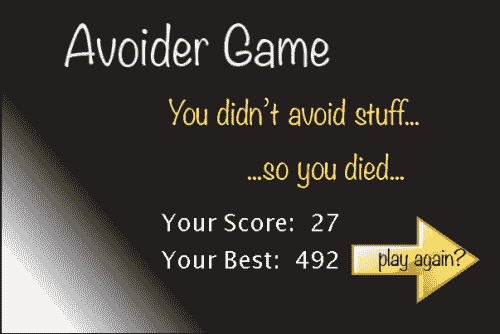 Avoider Game
You didn't avoid stuff...
...so you died...
Your Score: 27
Your Best: 492
play again?